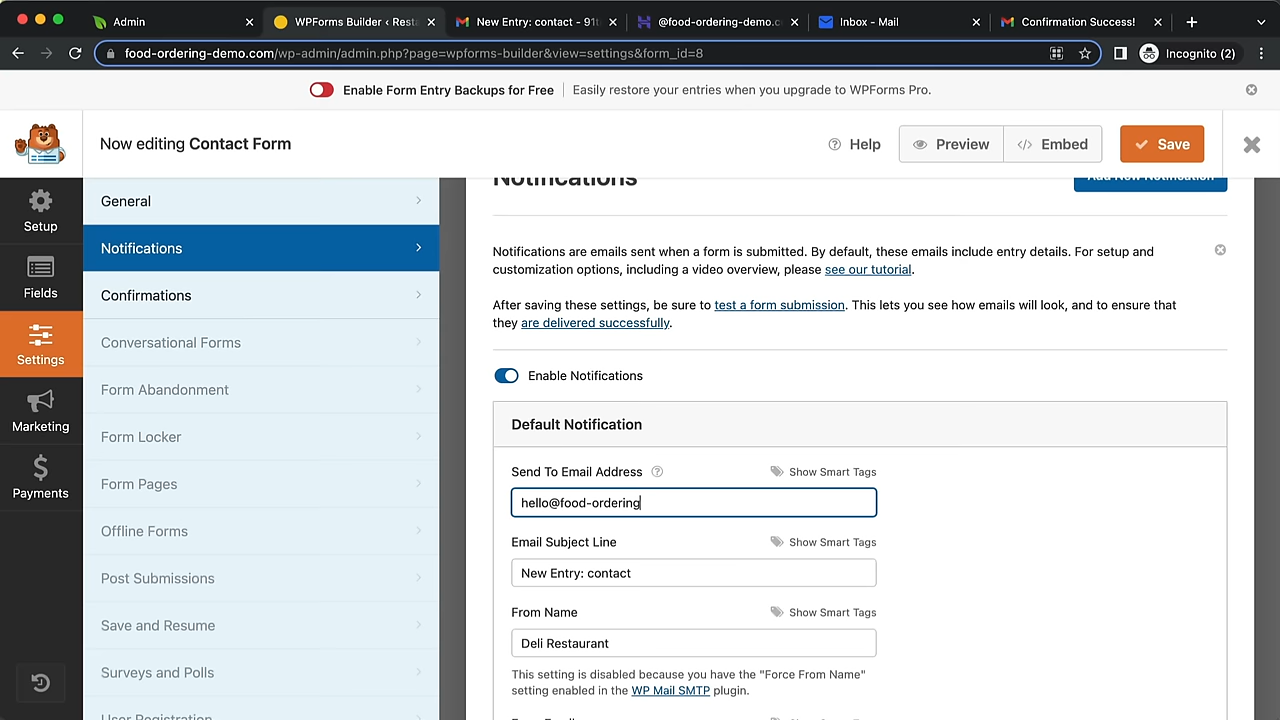 Admin
WPForms Builder ‹ Rest
New Entry: contact - 91
@food-ordering-demo.c
Inbox - Mail
Confirmation Success!
food-ordering-demo.com/wp-admin/admin.php?page=wpforms-builder&view=settings&form_id=8
Incognito (2)
Enable Form Entry Backups for Free
Easily restore your entries when you upgrade to WPForms Pro.
Now editing Contact Form
Help
Preview
Embed
Save
Setup
Fields
Settings
Marketing
Payments
General
Notifications
Confirmations
Conversational Forms
Form Abandonment
Form Locker
Form Pages
Offline Forms
Post Submissions
Save and Resume
Surveys and Polls
User Registration
Notifications
Add New Notification
Notifications are emails sent when a form is submitted. By default, these emails include entry details. For setup and
customization options, including a video overview, please see our tutorial.
After saving these settings, be sure to test a form submission. This lets you see how emails will look, and to ensure that
they are delivered successfully.
Enable Notifications
Default Notification
Send To Email Address
Show Smart Tags
hello@food-ordering
Email Subject Line
Show Smart Tags
New Entry: contact
From Name
Show Smart Tags
Deli Restaurant
This setting is disabled because you have the "Force From Name"
setting enabled in the WP Mail SMTP plugin.